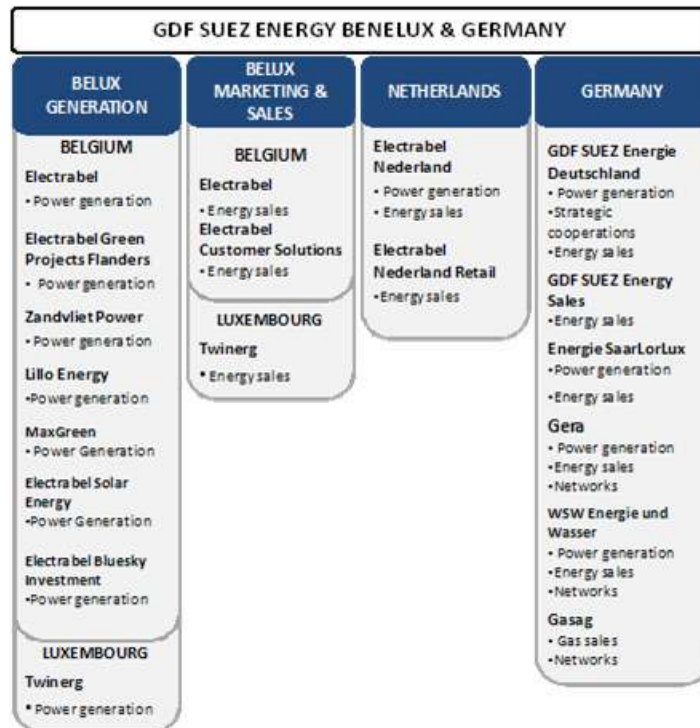 GDF SUEZ ENERGY BENELUX & GERMANY
BELUX
GENERATION
BELGIUM
Electrabel
• Power generation
Electrabel Green
Projects Flanders
• Power generation
Zandvliet Power
• Power generation
Lillo Energy
•Power generation
MaxGreen
• Power Generation
Electrabel Solar
Energy
•Power Generation
Electrabel Bluesky
Investment
•Power generation
LUXEMBOURG
Twinerg
• Power generation
BELUX
MARKETING &
SALES
BELGIUM
Electrabel
• Energy sales
Electrabel
Customer Solutions
• Energy sales
LUXEMBOURG
Twinerg
• Energy sales
NETHERLANDS
Electrabel
Nederland
• Power generation
• Energy sales
Electrabel
Nederland Retail
•Energy sales
GERMANY
GDF SUEZ Energie
Deutschland
• Power generation
•Strategic
cooperations
•Energy sales
GDF SUEZ Energy
Sales
•Energy sales
Energie SaarLorLux
•Power generation
•Energy sales
Gera
• Power generation
•Energy sales
•Networks
WSW Energie und
Wasser
• Power generation
•Energy sales
•Networks
Gasag
• Gas sales
•Networks